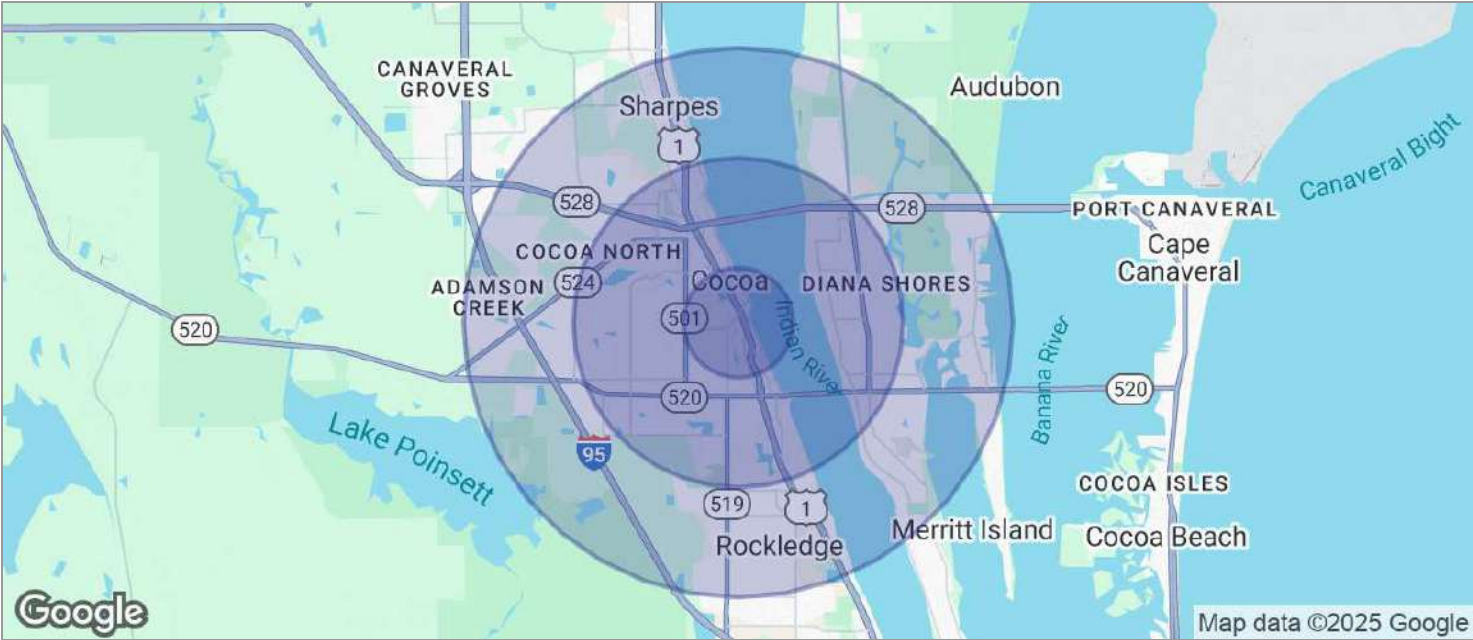 CANAVERAL
GROVES
Sharpes
Audubon
1
Canaveral Bight
528
528
PORT CANAVERAL
Cape
Canaveral
COCOA NORTH
524
ADAMSON
CREEK
Cocoa
DIANA SHORES
501
Indian River
520
Banana River
520
520
Lake Poinsett
95
519
1
COCOA ISLES
Merritt Island
Cocoa Beach
Rockledge
Google
Map data ©2025 Google